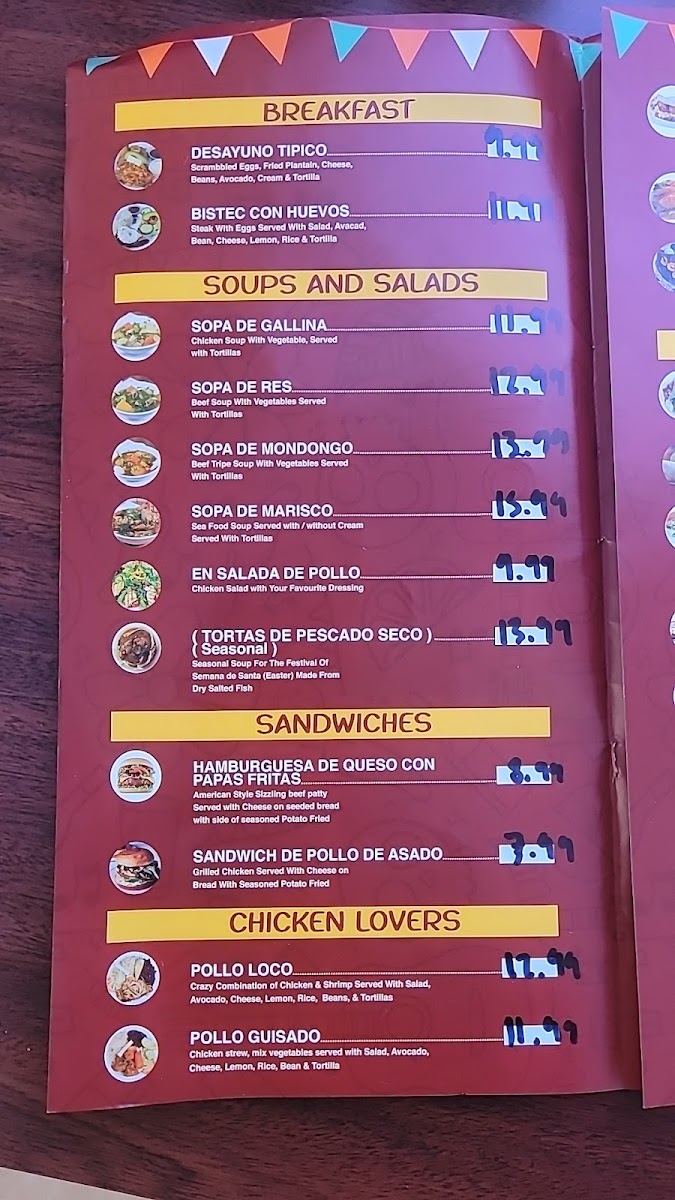 BREAKFAST
DESAYUNO TIPICO 9.99
Scrambbled Eggs, Fried Plantain, Cheese,
Beans, Avocado, Cream & Tortilla
BISTEC CON HUEVOS 11.99
Steak With Eggs Served With Salad, Avacad,
Bean, Cheese, Lemon, Rice & Tortilla
SOUPS AND SALADS
SOPA DE GALLINA 11.99
Chicken Soup With Vegetable, Served
with Tortillas
SOPA DE RES 12.99
Beef Soup With Vegetables Served
With Tortillas
SOPA DE MONDONGO 13.99
Beef Tripe Soup With Vegetables Served
With Tortillas
SOPA DE MARISCO 15.99
Sea Food Soup Served with / without Cream
Served With Tortillas
EN SALADA DE POLLO 9.99
Chicken Salad with Your Favourite Dressing
( TORTAS DE PESCADO SECO ) 13.99
( Seasonal )
Seasonal Soup For The Festival Of
Semana de Santa (Easter) Made From
Dry Salted Fish
SANDWICHES
HAMBURGUESA DE QUESO CON
PAPAS FRITAS 8.99
American Style Sizzling beef patty
Served with Cheese on seeded bread
with side of seasoned Potato Fried
SANDWICH DE POLLO DE ASADO 7.99
Grilled Chicken Served With Cheese on
Bread With Seasoned Potato Fried
CHICKEN LOVERS
POLLO LOCO 12.99
Crazy Combination of Chicken & Shrimp Served With Salad,
Avocado, Cheese, Lemon, Rice, Beans, & Tortillas
POLLO GUISADO 11.99
Chicken strew, mix vegetables served with Salad, Avocado,
Cheese, Lemon, Rice, Bean & Tortilla